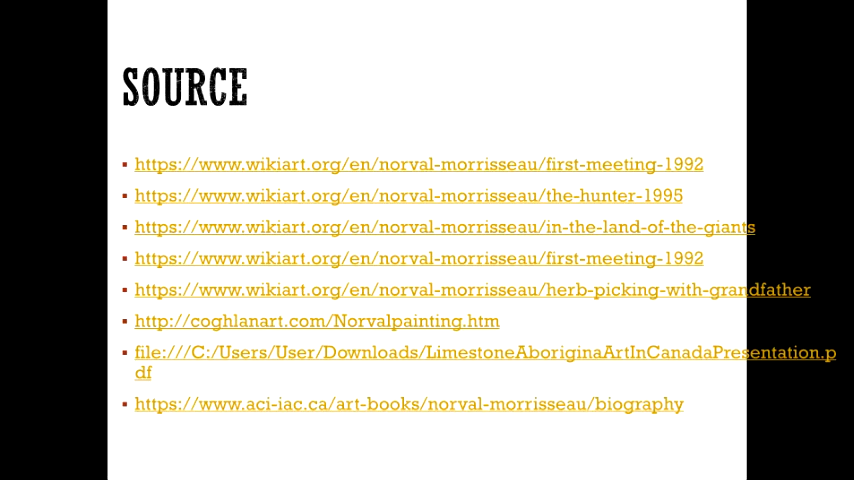 SOURCE
https://www.wikiart.org/en/norval-morrisseau/first-meeting-1992
https://www.wikiart.org/en/norval-morrisseau/the-hunter-1995
https://www.wikiart.org/en/norval-morrisseau/in-the-land-of-the-giants
https://www.wikiart.org/en/norval-morrisseau/first-meeting-1992
https://www.wikiart.org/en/norval-morrisseau/herb-picking-with-grandfather
http://coghlanart.com/Norvalpainting.htm
file:///C:/Users/User/Downloads/LimestoneAboriginaArtInCanadaPresentation.p
df
https://www.aci-iac.ca/art-books/norval-morrisseau/biography